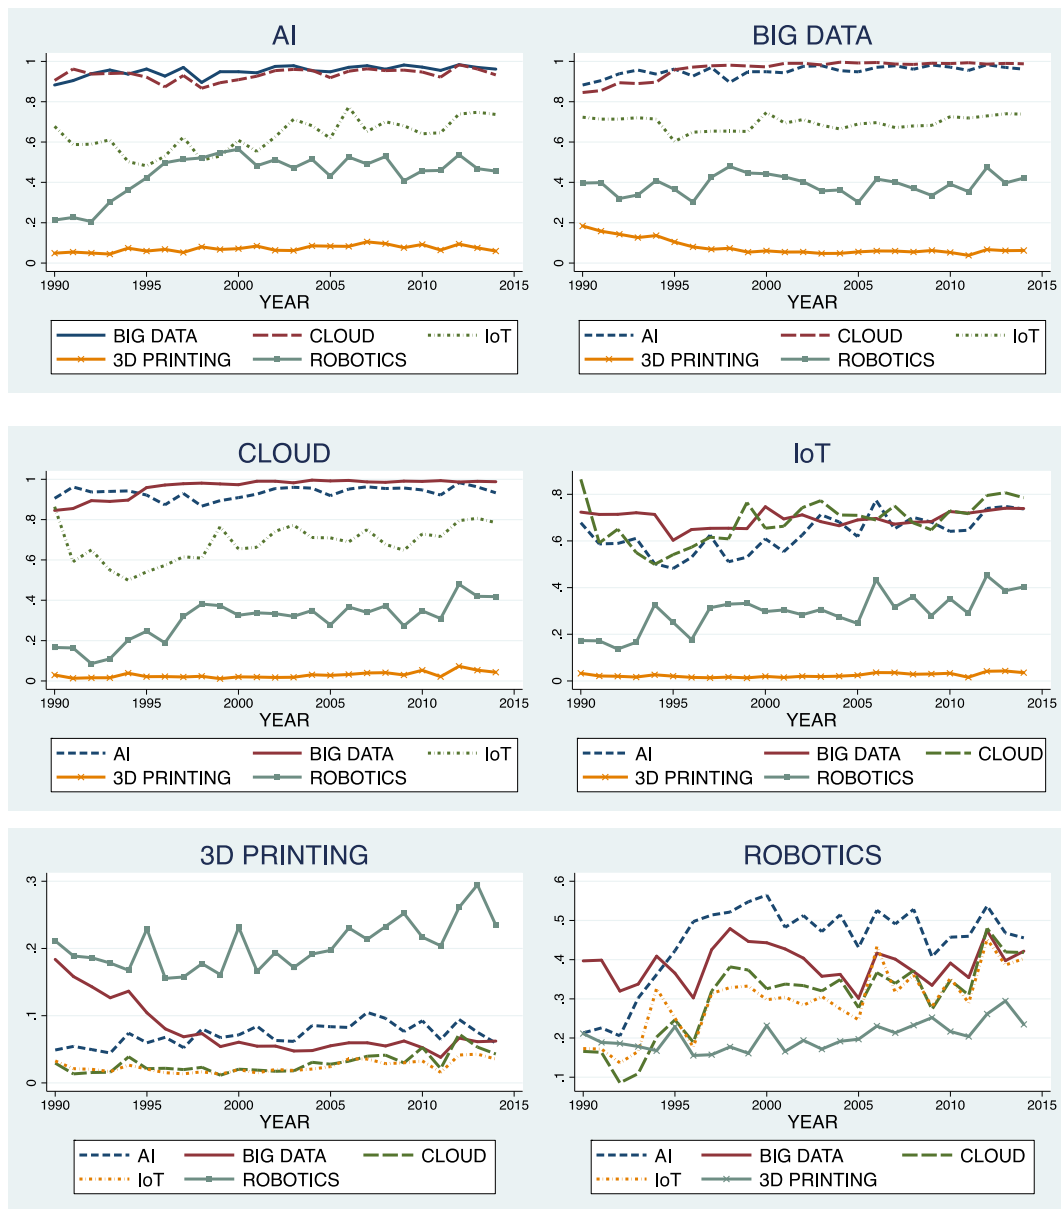 AI
0 .2 .4 .6 .8 1
1990 1995 2000 2005 2010 2015
YEAR
BIG DATA CLOUD IoT
3D PRINTING ROBOTICS
BIG DATA
0 .2 .4 .6 .8 1
1990 1995 2000 2005 2010 2015
YEAR
AI CLOUD IoT
3D PRINTING ROBOTICS
CLOUD
0 .2 .4 .6 .8 1
1990 1995 2000 2005 2010 2015
YEAR
AI BIG DATA IoT
3D PRINTING ROBOTICS
IoT
0 .2 .4 .6 .8
1990 1995 2000 2005 2010 2015
YEAR
AI BIG DATA CLOUD
3D PRINTING ROBOTICS
3D PRINTING
0 .1 .2 .3
1990 1995 2000 2005 2010 2015
YEAR
AI BIG DATA CLOUD
IoT ROBOTICS
ROBOTICS
.1 .2 .3 .4 .5 .6
1990 1995 2000 2005 2010 2015
YEAR
AI BIG DATA CLOUD
IoT 3D PRINTING